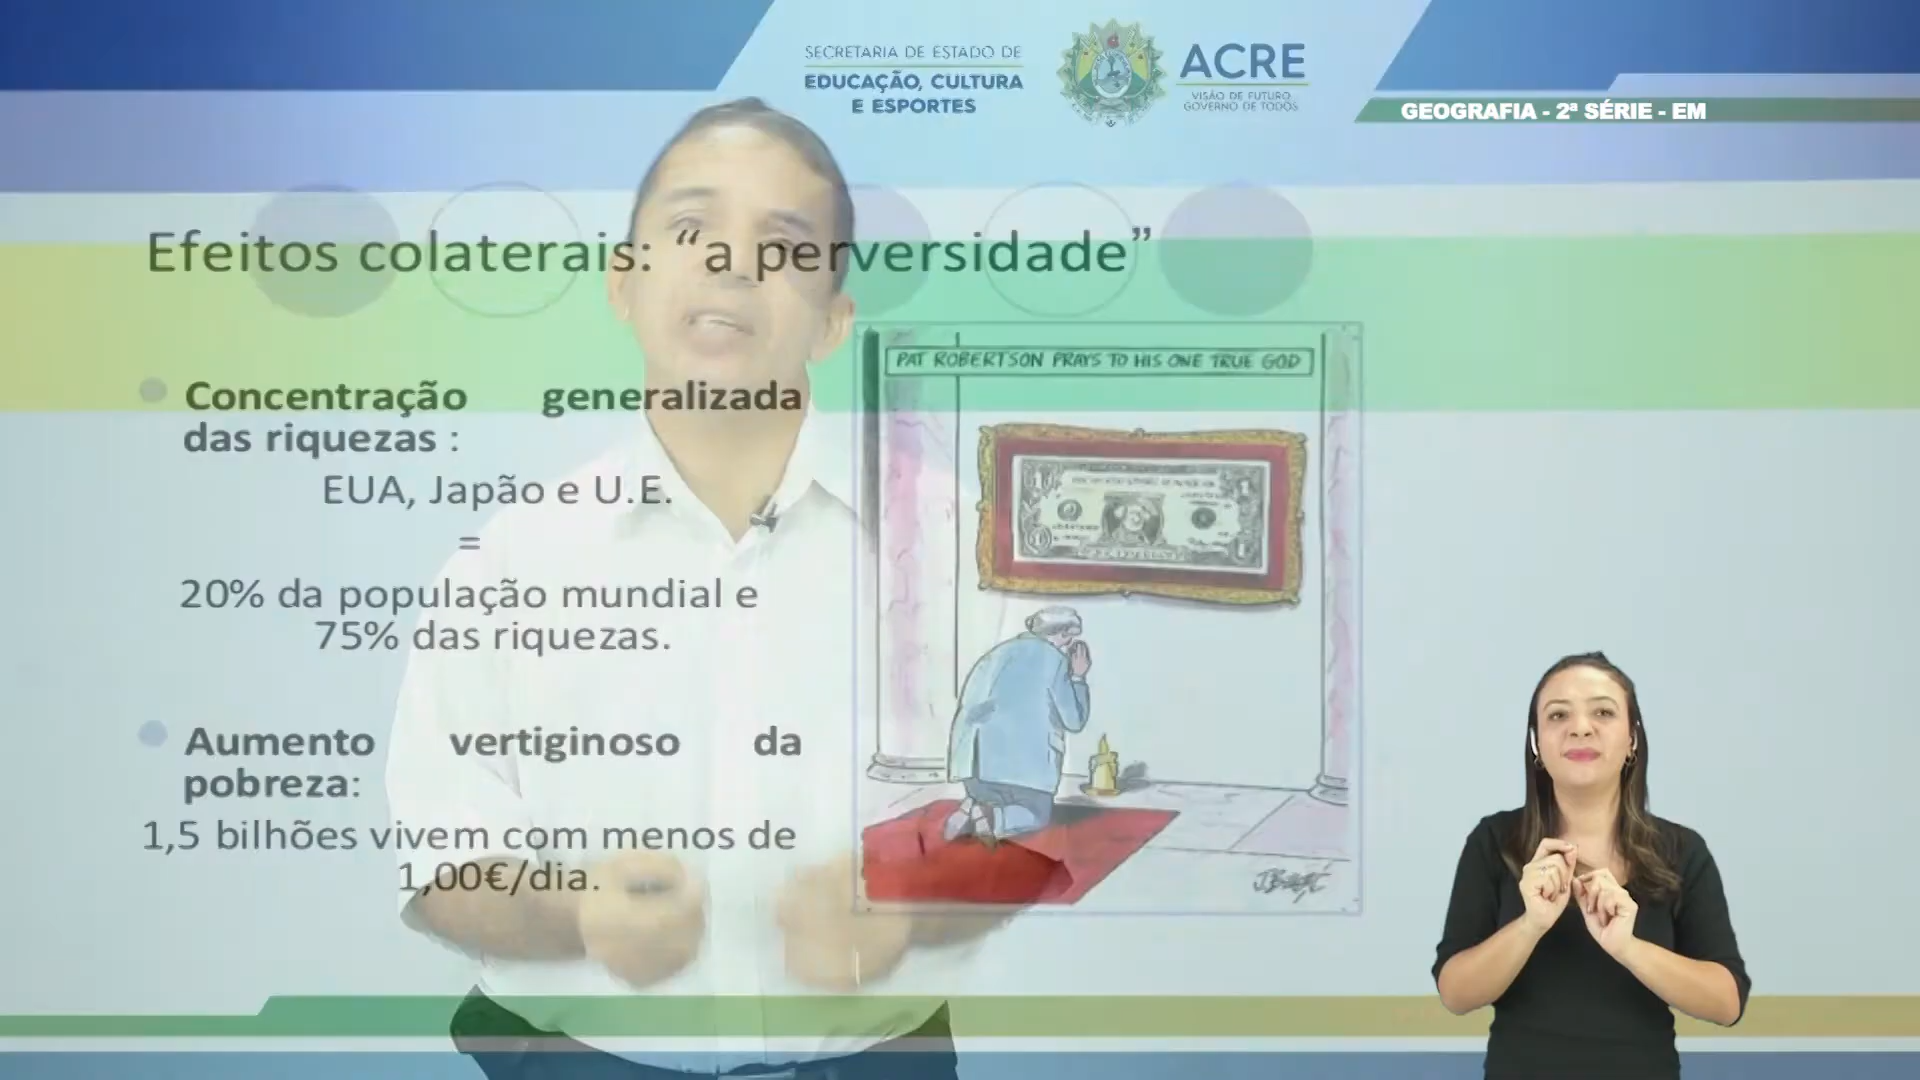 SECRETARIA DE ESTADO DE
EDUCAÇÃO, CULTURA
E ESPORTES
ACRE
VISÃO DE FUTURO
GOVERNO DE TODOS
GEOGRAFIA - 2ª SÉRIE - EM
Efeitos colaterais: “a perversidade”
Concentração generalizada
das riquezas :
EUA, Japão e U.E.
=
20% da população mundial e
75% das riquezas.
Aumento vertiginoso da
pobreza:
1,5 bilhões vivem com menos de
1,00€/dia.
PAT ROBERTSON PRAYS TO HIS ONE TRUE GOD